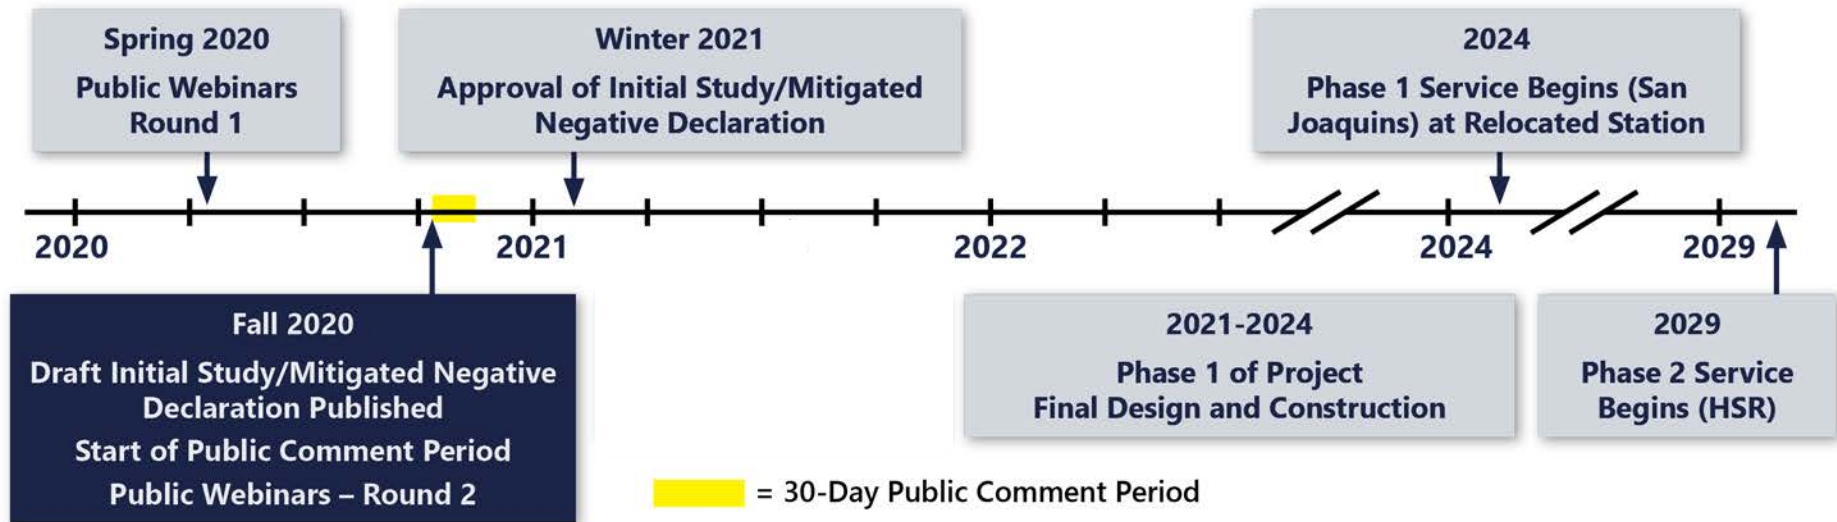 Spring 2020
Public Webinars
Round 1
Winter 2021
Approval of Initial Study/Mitigated
Negative Declaration
2024
Phase 1 Service Begins (San
Joaquins) at Relocated Station
2020
2021
2022
2024
2029
Fall 2020
Draft Initial Study/Mitigated Negative
Declaration Published
Start of Public Comment Period
Public Webinars – Round 2
2021-2024
Phase 1 of Project
Final Design and Construction
2029
Phase 2 Service
Begins (HSR)
= 30-Day Public Comment Period